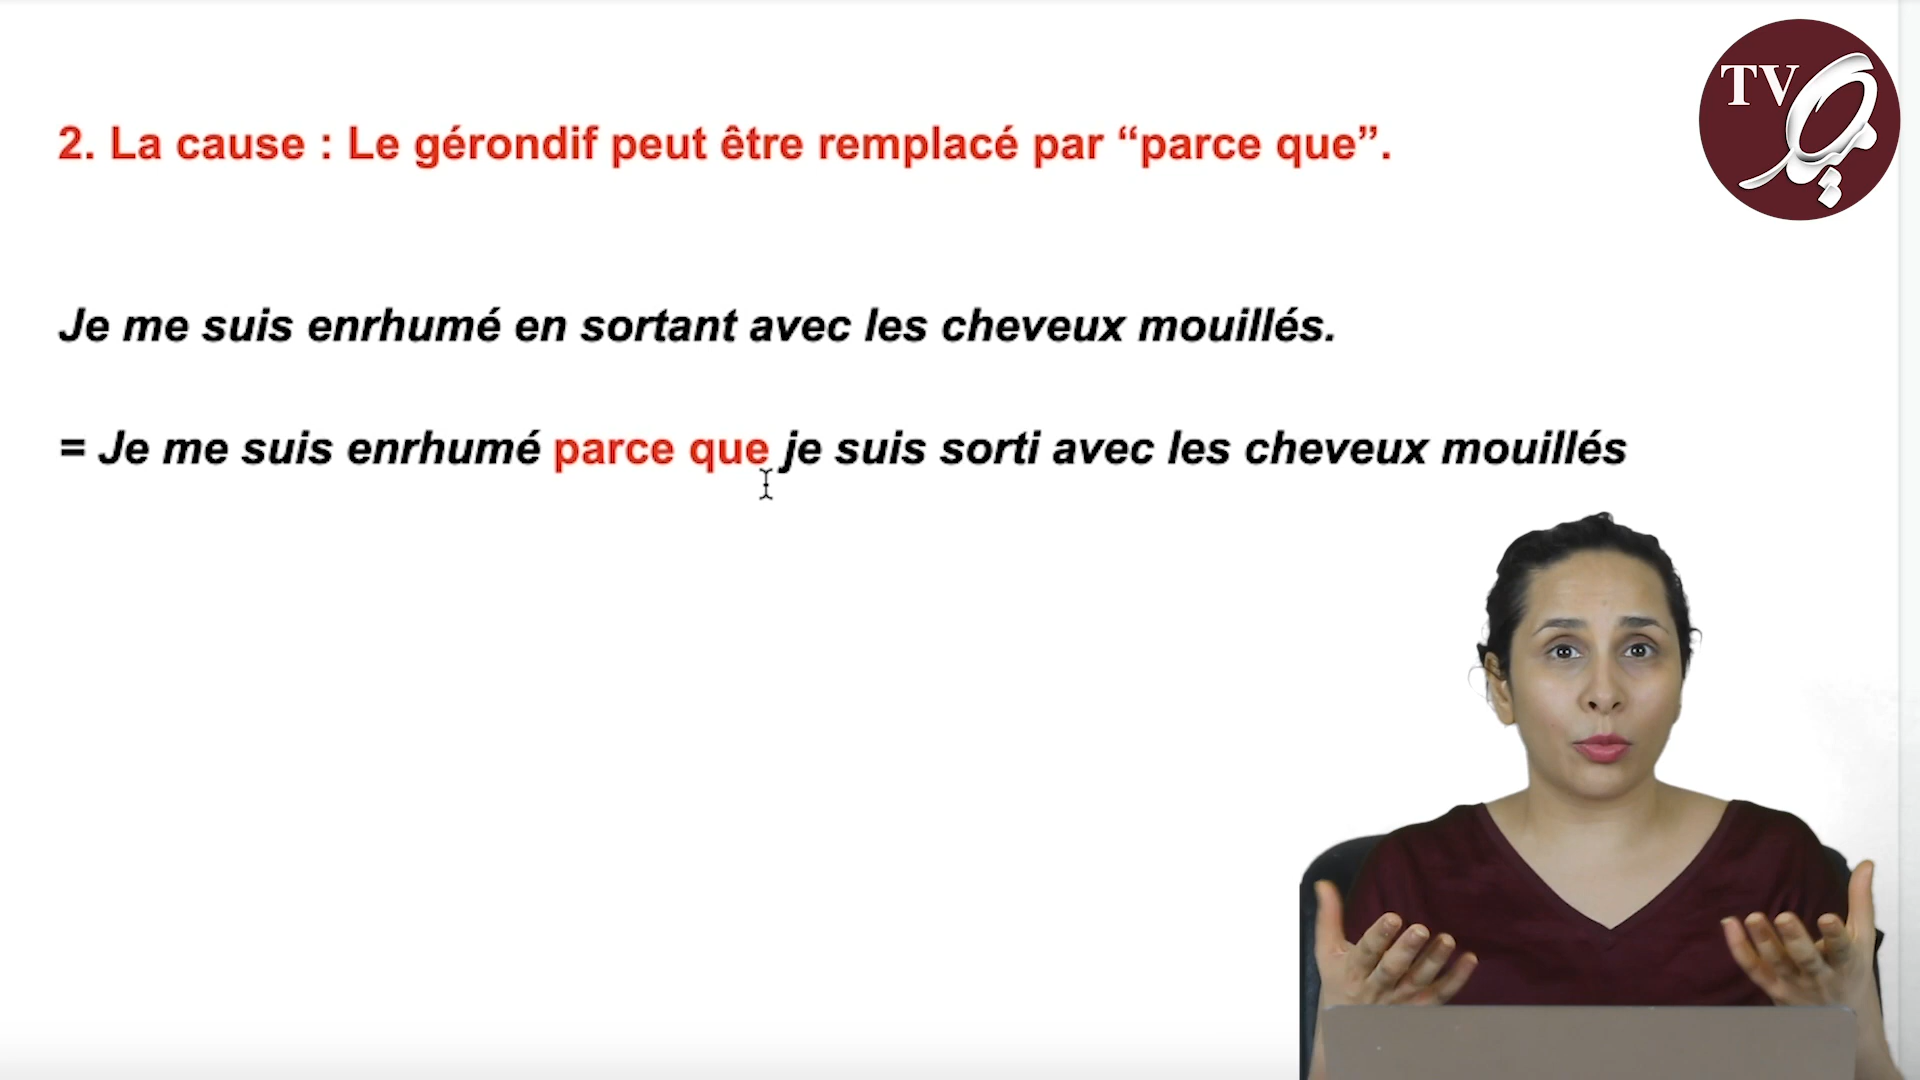 TV
2. La cause : Le gérondif peut être remplacé par “parce que”.
Je me suis enrhumé en sortant avec les cheveux mouillés.
= Je me suis enrhumé parce que je suis sorti avec les cheveux mouillés